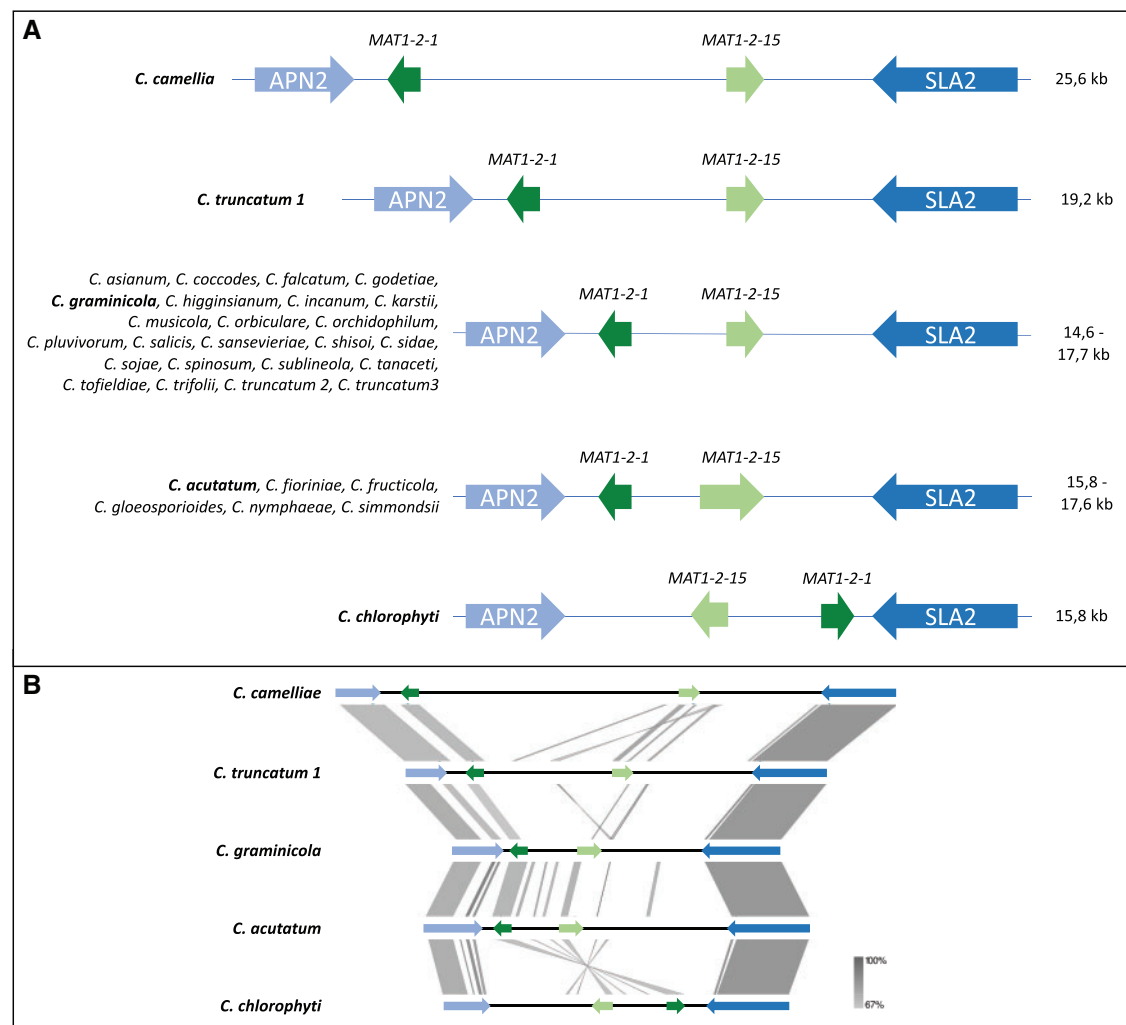 A
MAT1-2-1 MAT1-2-15
C. camellia APN2 SLA2 25,6 kb
MAT1-2-1 MAT1-2-15
C. truncatum 1 APN2 SLA2 19,2 kb
C. asianum, C. coccodes, C. falcatum, C. godetiae,
C. graminicola, C. higginsianum, C. incanum, C. karstii,
C. musicola, C. orbiculare, C. orchidophilum,
C. pluvivorum, C. salicis, C. sansevieriae, C. shisoi, C. sidae,
C. sojae, C. spinosum, C. sublineola, C. tanaceti,
C. tofieldiae, C. trifolii, C. truncatum 2, C. truncatum3
MAT1-2-1 MAT1-2-15
APN2 SLA2
14,6 -
17,7 kb
C. acutatum, C. fioriniae, C. fructicola,
C. gloeosporioides, C. nymphaeae, C. simmondsii
MAT1-2-1 MAT1-2-15
APN2 SLA2
15,8 -
17,6 kb
MAT1-2-15 MAT1-2-1
C. chlorophyti APN2 SLA2 15,8 kb
B
C. camelliae
C. truncatum 1
C. graminicola
C. acutatum
C. chlorophyti
100%
67%